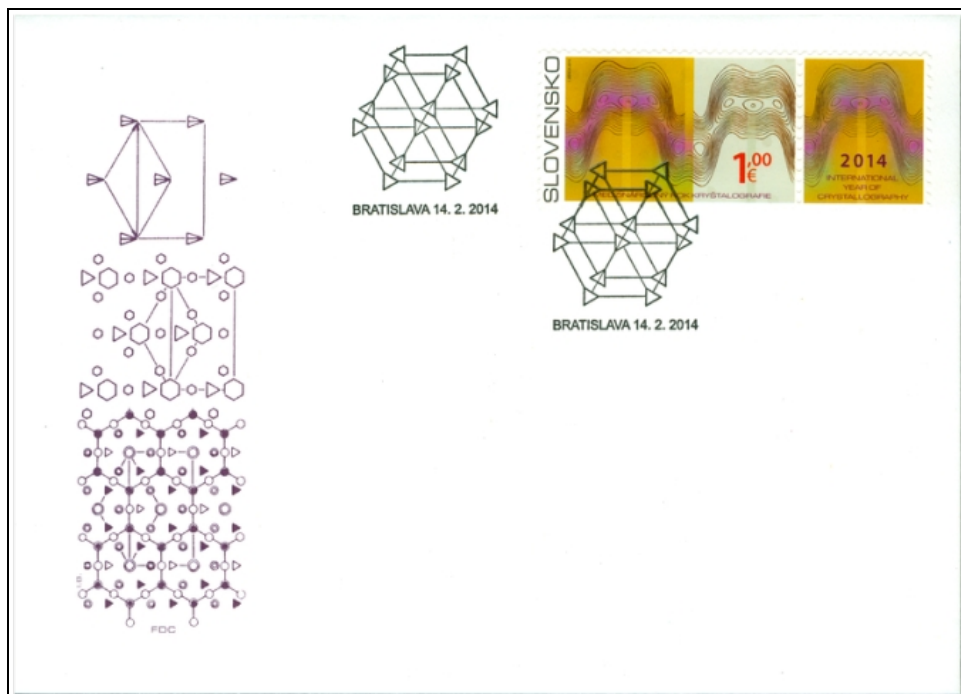 SLOVENSKO
1,00
€
2014
INTERNATIONAL
YEAR OF
CRYSTALLOGRAPHY
BRATISLAVA 14. 2. 2014
BRATISLAVA 14. 2. 2014
FDC